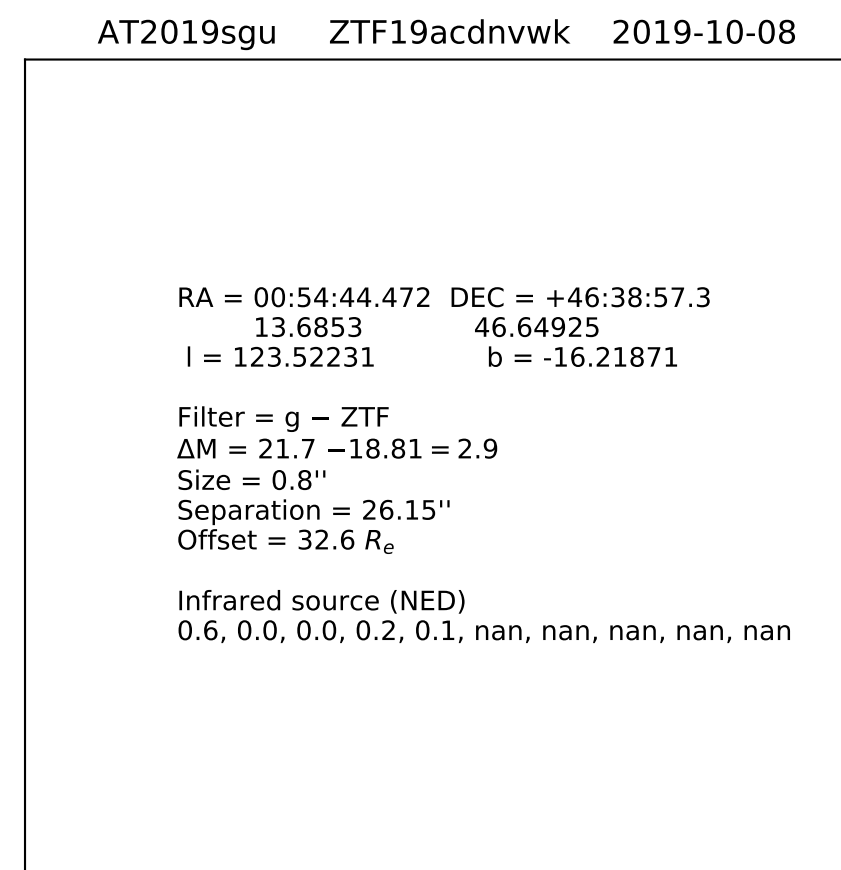 AT2019sgu ZTF19acdnvwk 2019-10-08
RA = 00:54:44.472 DEC = +46:38:57.3
13.6853 46.64925
l = 123.52231 b = -16.21871
Filter = g − ZTF
ΔM = 21.7 −18.81 = 2.9
Size = 0.8''
Separation = 26.15''
Offset = 32.6 Re
Infrared source (NED)
0.6, 0.0, 0.0, 0.2, 0.1, nan, nan, nan, nan, nan